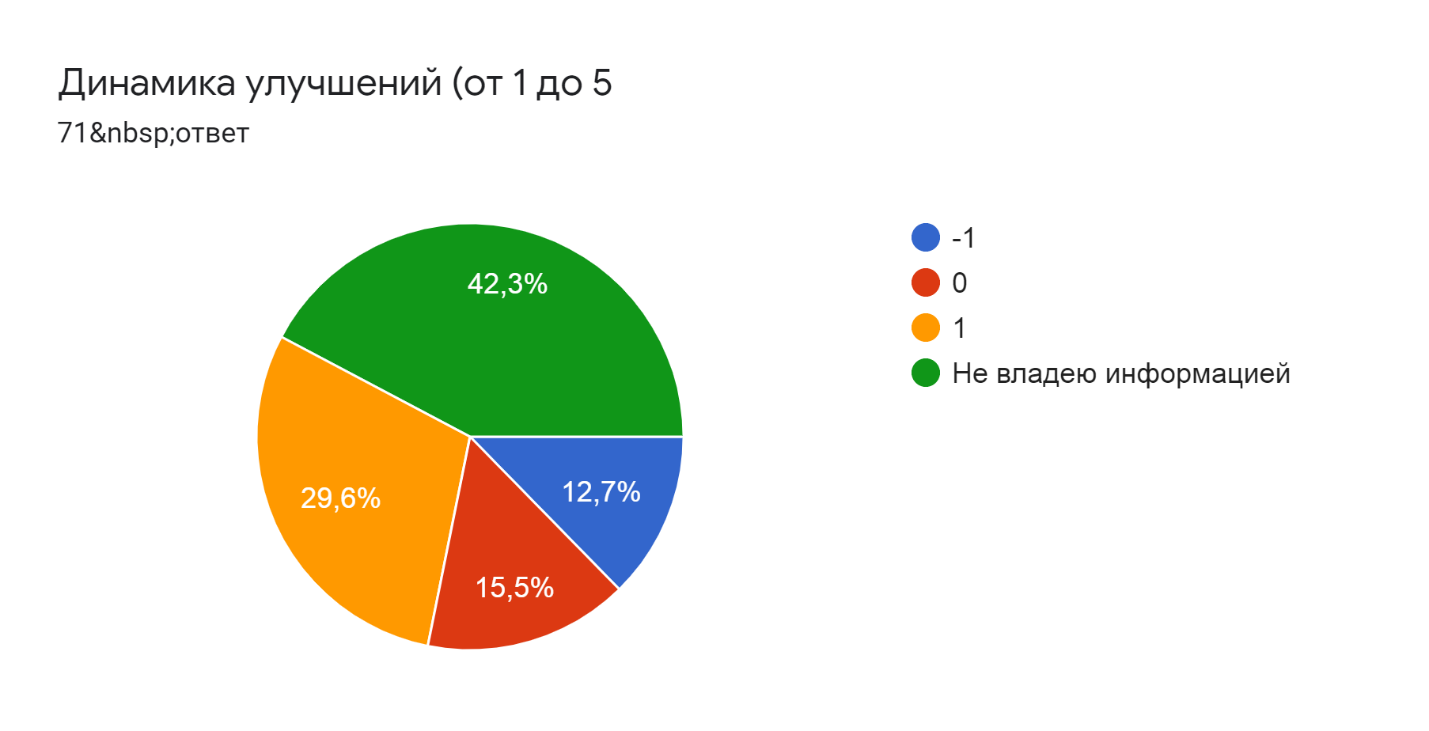 Динамика улучшений (от 1 до 5
71&nbsp;ответ
42,3%
29,6%
12,7%
15,5%
-1
0
1
Не владею информацией